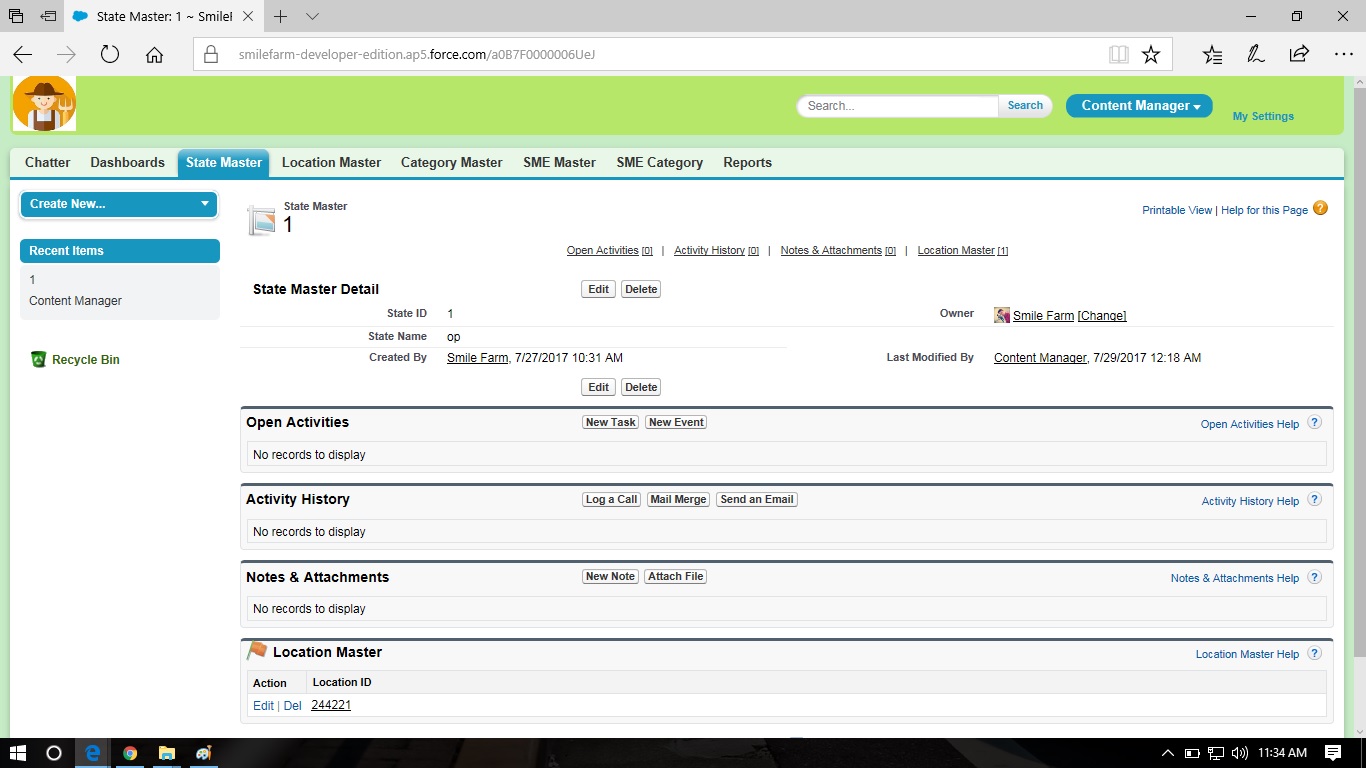 State Master: 1 ~ SmileF
smilefarm-developer-edition.ap5.force.com/a0B7F0000006UeJ
Search... Search Content Manager My Settings
Chatter Dashboards State Master Location Master Category Master SME Master SME Category Reports
Create New...
Recent Items
1
Content Manager
Recycle Bin
State Master
1
Printable View | Help for this Page ?
Open Activities [0] | Activity History [0] | Notes & Attachments [0] | Location Master [1]
State Master Detail Edit Delete
State ID 1 Owner Smile Farm [Change]
State Name op
Created By Smile Farm, 7/27/2017 10:31 AM Last Modified By Content Manager, 7/29/2017 12:18 AM
Edit Delete
Open Activities New Task New Event Open Activities Help ?
No records to display
Activity History Log a Call Mail Merge Send an Email Activity History Help ?
No records to display
Notes & Attachments New Note Attach File Notes & Attachments Help ?
No records to display
Location Master Location Master Help ?
Action Location ID
Edit | Del 244221
11:34 AM